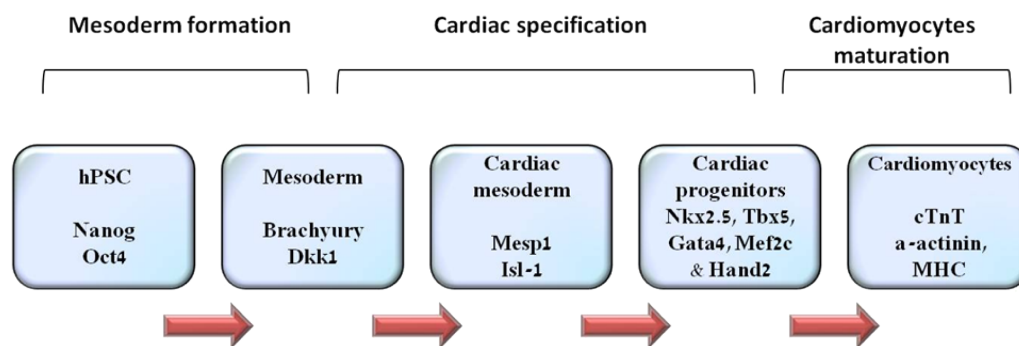 Mesoderm formation
Cardiac specification
Cardiomyocytes
maturation
hPSC
Nanog
Oct4
Mesoderm
Brachyury
Dkk1
Cardiac
mesoderm
Mesp1
Isl-1
Cardiac
progenitors
Nkx2.5, Tbx5,
Gata4, Mef2c
& Hand2
Cardiomyocytes
cTnT
a-actinin,
MHC